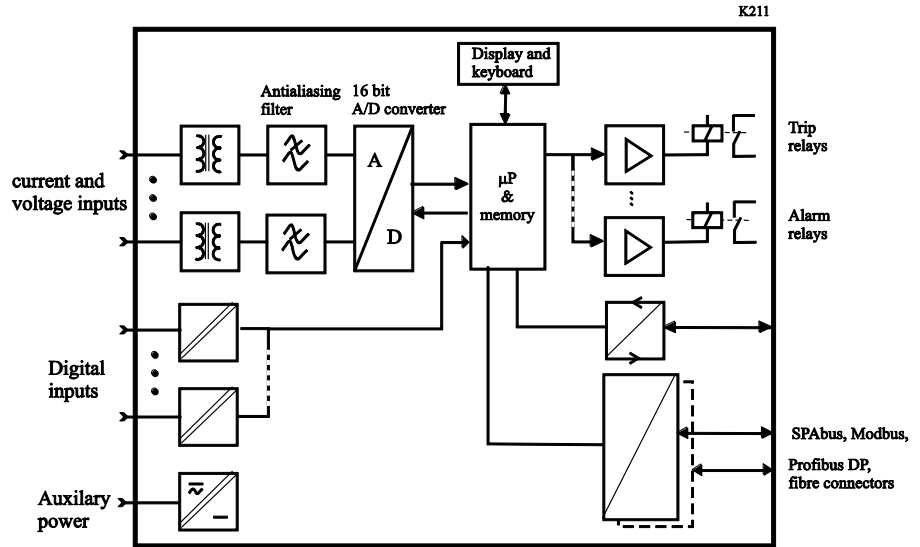 K211
Display and
keyboard
Antialiasing
filter
16 bit
A/D converter
current and
voltage inputs
A
D
µP
&
memory
Trip
relays
Alarm
relays
Digital
inputs
SPAbus, Modbus,
Profibus DP,
fibre connectors
Auxilary
power